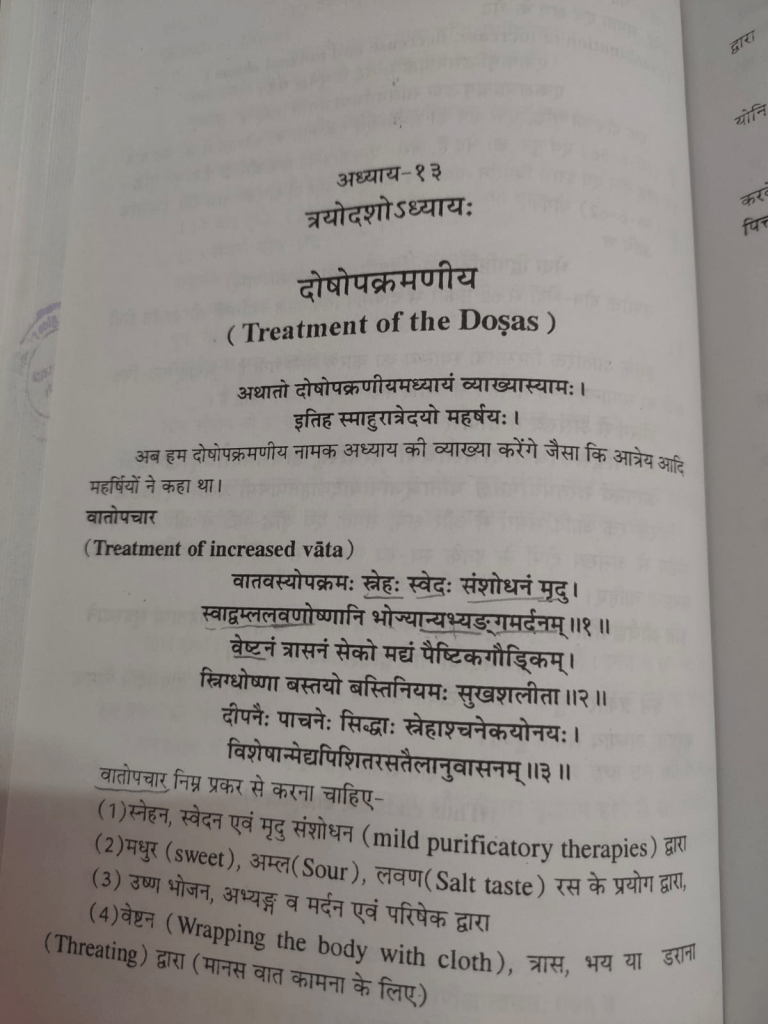 अध्याय-१३
त्रयोदशोऽध्यायः
दोषोपक्रमणीय
( Treatment of the Doṣas )
अथातो दोषोपक्रणीयमध्यायं व्याख्यास्यामः।
इतिह स्माहुरात्रेदयो महर्षयः।
अब हम दोषोपक्रमणीय नामक अध्याय की व्याख्या करेंगे जैसा कि आत्रेय आदि
महर्षियों ने कहा था।
वातोपचार
(Treatment of increased vāta)
वातवस्योपक्रमः स्नेहः स्वेदः संशोधनं मृदु।
स्वाद्वम्ललवणोष्णानि भोज्यान्यभ्यङ्गमर्दनम्॥१॥
वेष्टनं त्रासनं सेको मद्यं पैष्टिकगौड्किम्।
स्निग्धोष्णा बस्तयो बस्तिनियमः सुखशलीता॥२॥
दीपनैः पाचनेः सिद्धाः स्नेहाश्चनेकयोनयः।
विशेषान्मेद्यपिशितरसतैलानुवासनम्॥३॥
वातोपचार निम्न प्रकर से करना चाहिए–
(1)स्नेहन, स्वेदन एवं मृदु संशोधन (mild purificatory therapies) द्वारा
(2)मधुर (sweet), अम्ल(Sour), लवण(Salt taste) रस के प्रयोग द्वारा,
(3) उष्ण भोजन, अभ्यङ्ग व मर्दन एवं परिषेक द्वारा
(4)वेष्टन (Wrapping the body with cloth), त्रास, भय या डराना
(Threating) द्वारा (मानस वात कामना के लिए)
द्वारा
योनि